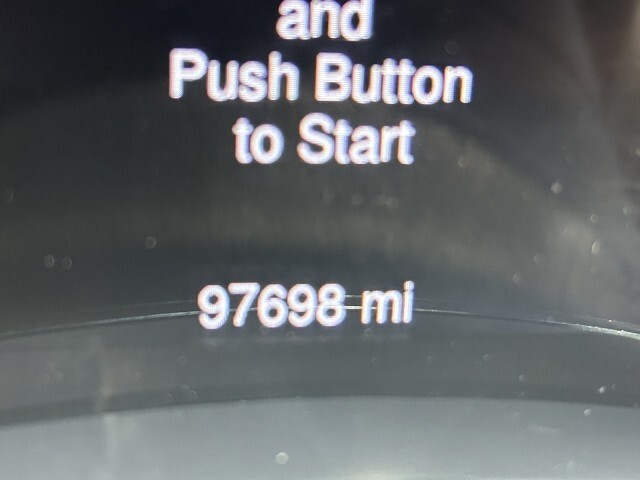 and
Push Button
to Start
97698 mi